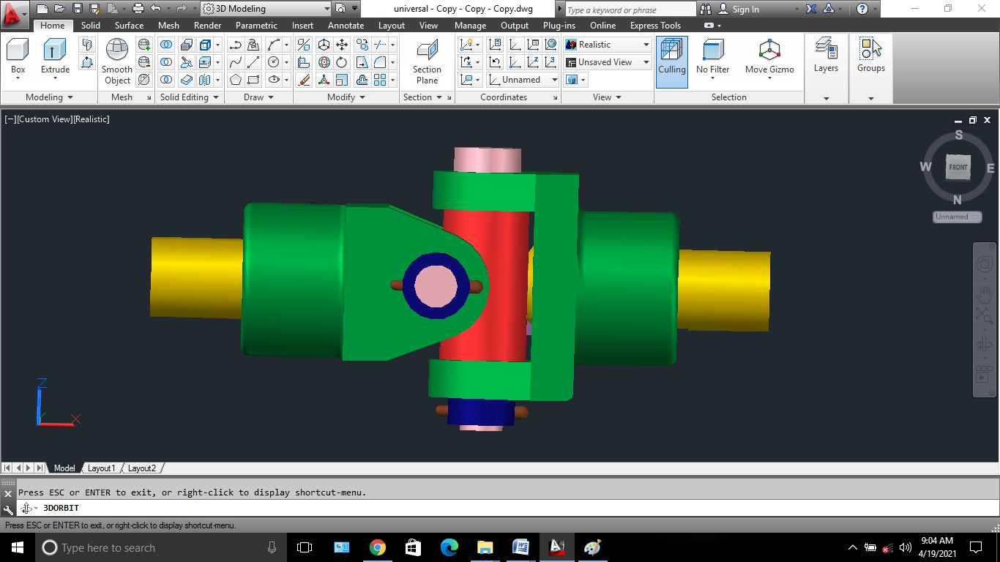 3D Modeling
universal - Copy - Copy - Copy.dwg
Type a keyword or phrase
Sign In
Home Solid Surface Mesh Render Parametric Insert Annotate Layout View Manage Output Plug-ins Online Express Tools
Box
Extrude
Smooth
Object
Section
Plane
Unnamed
Realistic
Unsaved View
Culling
No Filter
Move Gizmo
Layers
Groups
Modeling
Mesh
Solid Editing
Draw
Modify
Section
Coordinates
View
Selection
[−][Custom View][Realistic]
S
W
FRONT
E
N
Unnamed
Z
X
Model Layout1 Layout2
Press ESC or ENTER to exit, or right-click to display shortcut-menu.
3DORBIT
Press ESC or ENTER to exit, or right-click to display shortcut-menu.
Type here to search
9:04 AM
4/19/2021